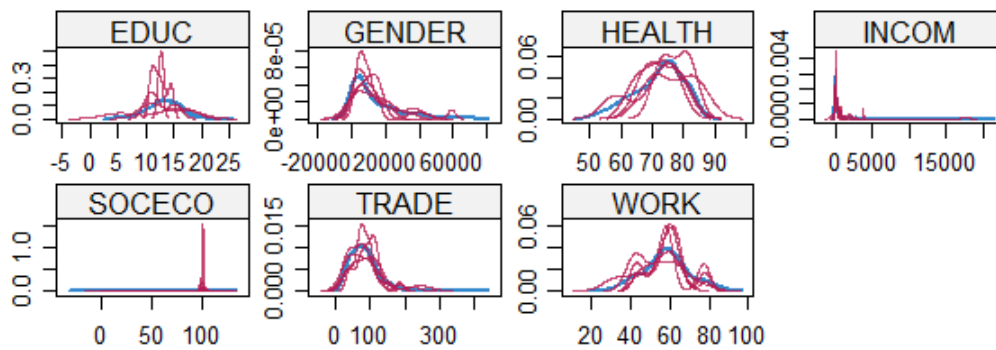 EDUC GENDER HEALTH INCOM
0.0 0.3 0e+00 8e-05 0.00 0.06 0.000 0.004
-5 0 5 10 15 20 25 -20000 20000 60000 50 60 70 80 90 0 5000 15000
SOCECO TRADE WORK
0.0 1.0 0.000 0.015 0.00 0.06
0 50 100 0 100 300 20 40 60 80 100